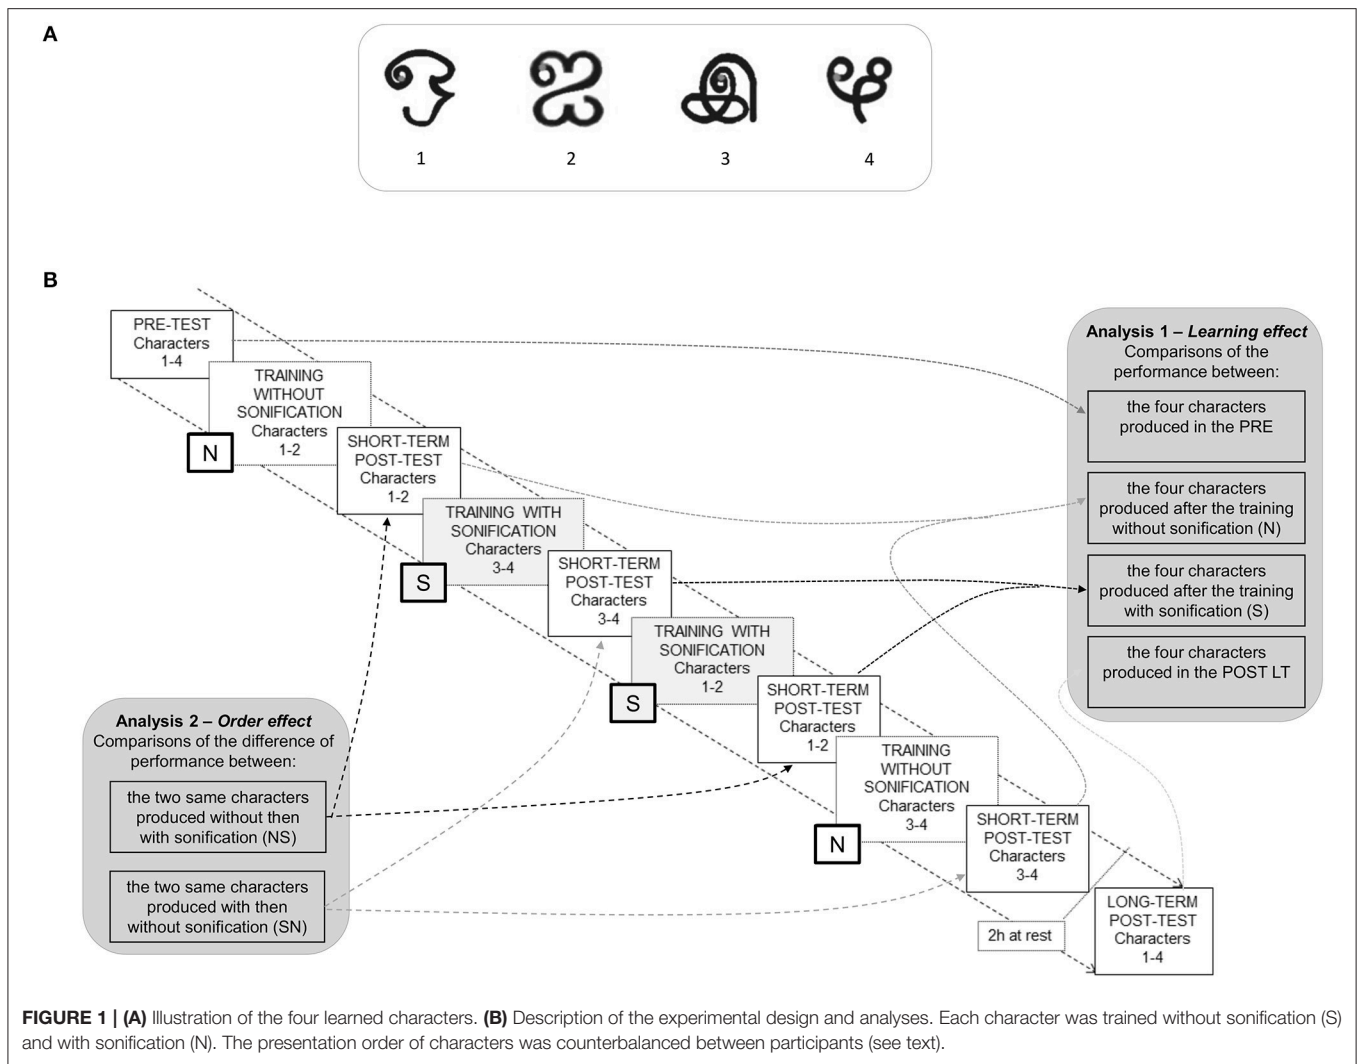 A
1
2
3
4
B
PRE-TEST
Characters
1-4
TRAINING
WITHOUT
SONIFICATION
Characters
1-2
N
SHORT-TERM
POST-TEST
Characters
1-2
TRAINING WITH
SONIFICATION
Characters
3-4
S
SHORT-TERM
POST-TEST
Characters
3-4
TRAINING WITH
SONIFICATION
Characters
1-2
S
SHORT-TERM
POST-TEST
Characters
1-2
TRAINING
WITHOUT
SONIFICATION
Characters
3-4
N
SHORT-TERM
POST-TEST
Characters
3-4
2h at rest
LONG-TERM
POST-TEST
Characters
1-4
Analysis 1 – Learning effect
Comparisons of the
performance between:
the four characters
produced in the PRE
the four characters
produced after the training
without sonification (N)
the four characters
produced after the training
with sonification (S)
the four characters
produced in the POST LT
Analysis 2 – Order effect
Comparisons of the difference of
performance between:
the two same characters
produced without then
with sonification (NS)
the two same characters
produced with then
without sonification (SN)
FIGURE 1 | (A) Illustration of the four learned characters. (B) Description of the experimental design and analyses. Each character was trained without sonification (S)
and with sonification (N). The presentation order of characters was counterbalanced between participants (see text).